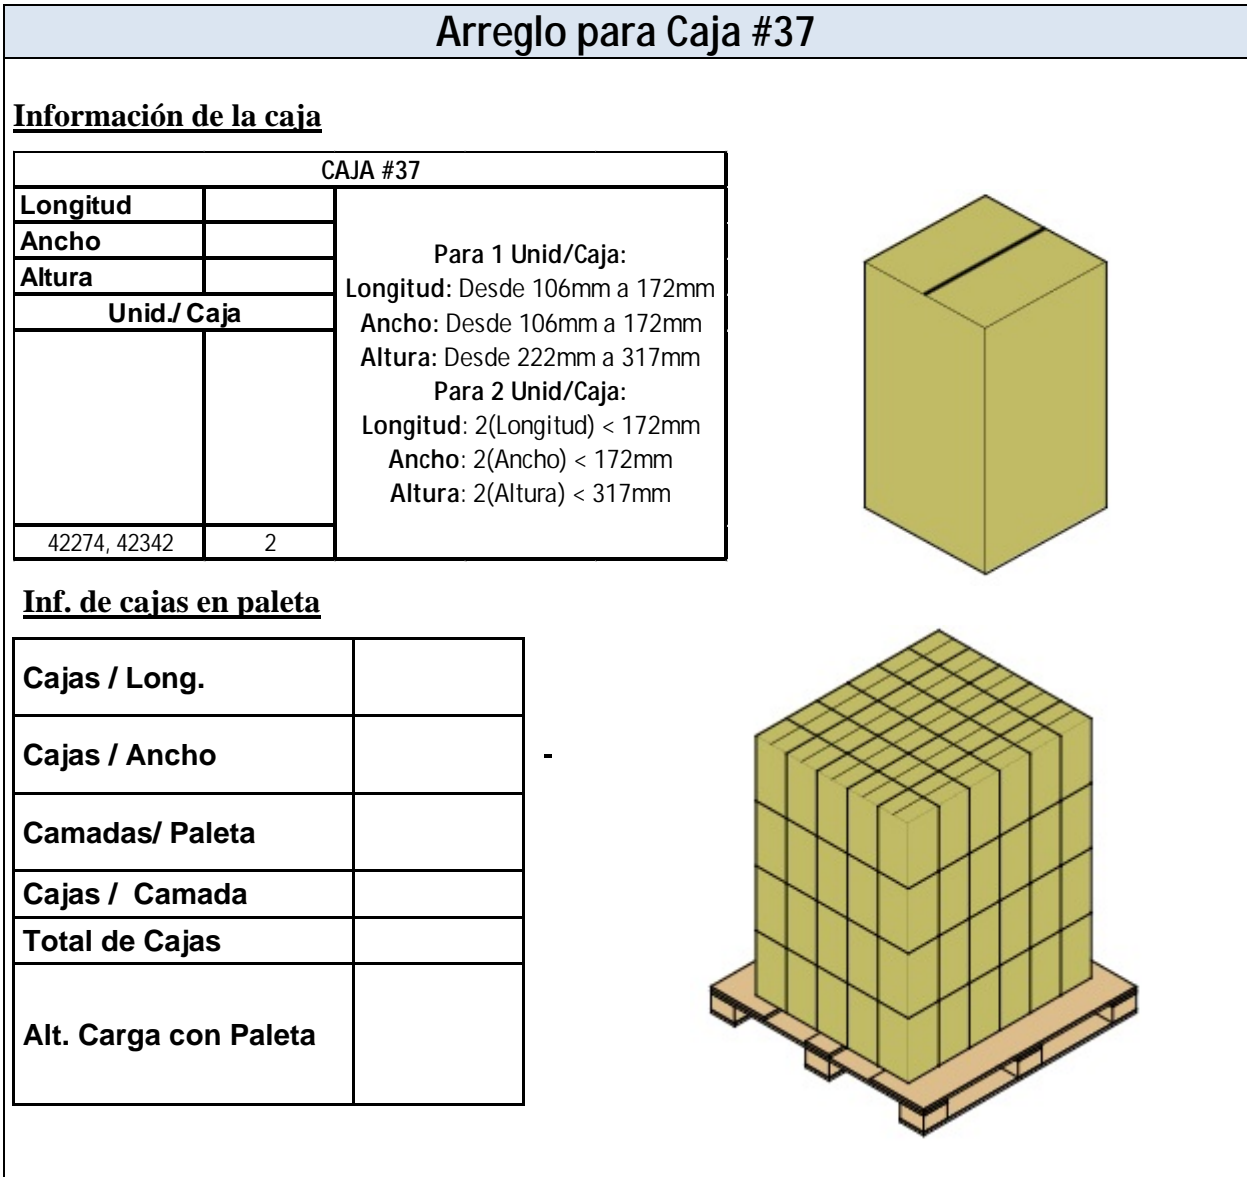 Arreglo para Caja #37
Información de la caja
CAJA #37
Longitud
Ancho
Altura
Unid./ Caja
Para 1 Unid/Caja:
Longitud: Desde 106mm a 172mm
Ancho: Desde 106mm a 172mm
Altura: Desde 222mm a 317mm
Para 2 Unid/Caja:
Longitud: 2(Longitud) < 172mm
Ancho: 2(Ancho) < 172mm
Altura: 2(Altura) < 317mm
42274, 42342 2
Inf. de cajas en paleta
Cajas / Long.
Cajas / Ancho
-
Camadas/ Paleta
Cajas / Camada
Total de Cajas
Alt. Carga con Paleta